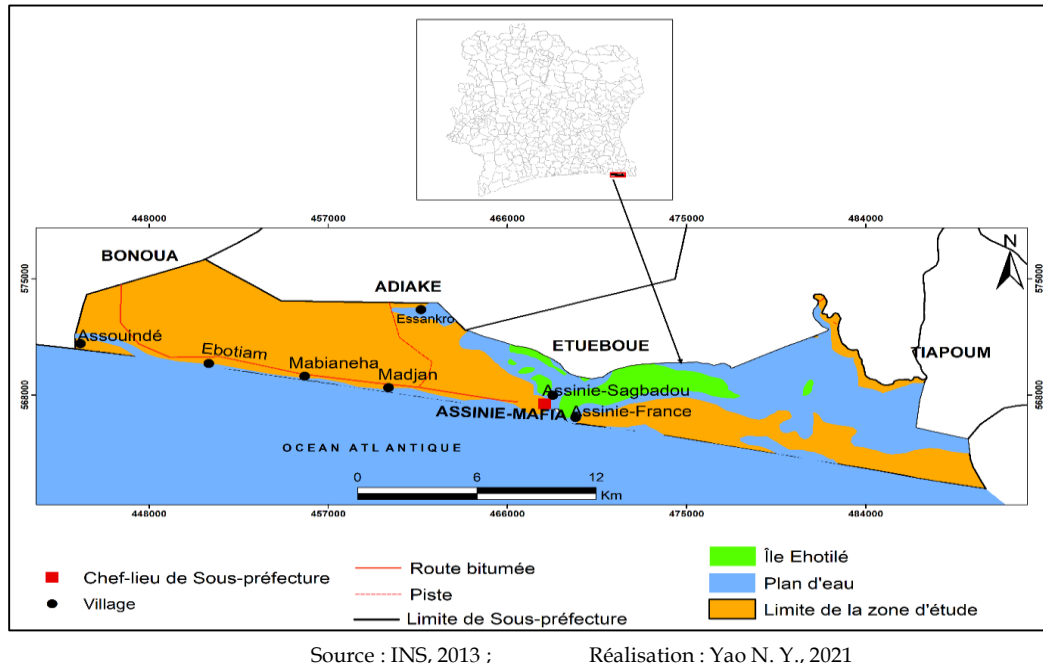 448000 457000 466000 475000 484000
N
BONOUA
575000 575000
ADIAKE
Essankro
Assouindé
ETUEBOUE
Ebotiam
TIAPOUM
Mabianeha
Madjan
Assinie-Sagbadou
568000 568000
ASSINIE-MAFIA
Assinie-France
OCEAN ATLANTIQUE
0 6 12
Km
448000 457000 466000 475000 484000
Chef-lieu de Sous-préfecture
Village
Route bitumée
Piste
Limite de Sous-préfecture
Île Ehotilé
Plan d'eau
Limite de la zone d'étude
Source : INS, 2013 ; Réalisation : Yao N. Y., 2021